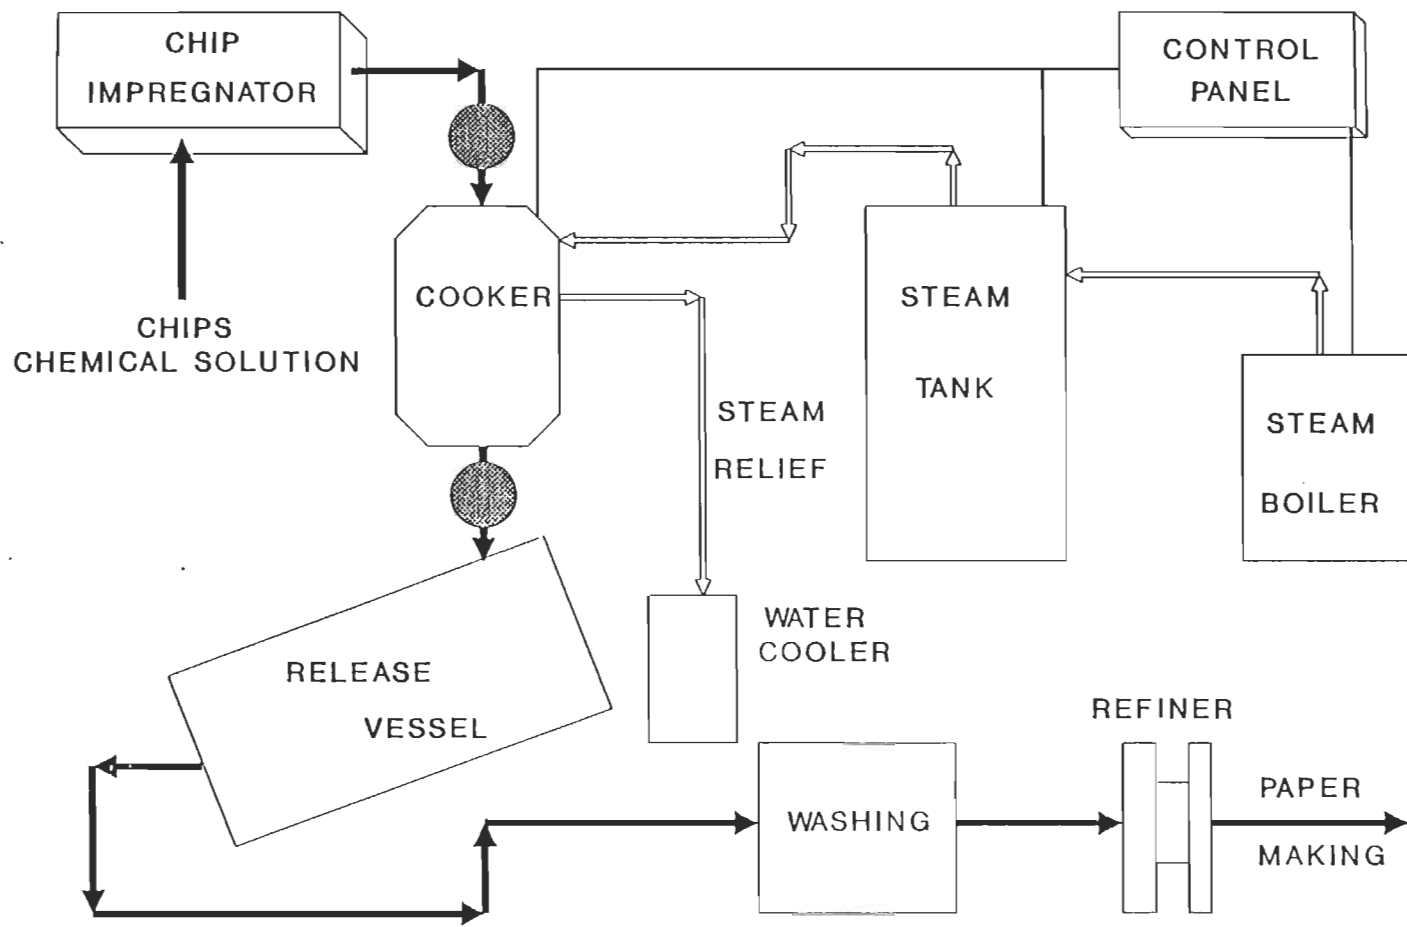 CHIP
IMPREGNATOR
CONTROL
PANEL
CHIPS
CHEMICAL SOLUTION
COOKER
STEAM
TANK
STEAM
RELIEF
STEAM
BOILER
WATER
COOLER
RELEASE
VESSEL
WASHING
REFINER
PAPER
MAKING